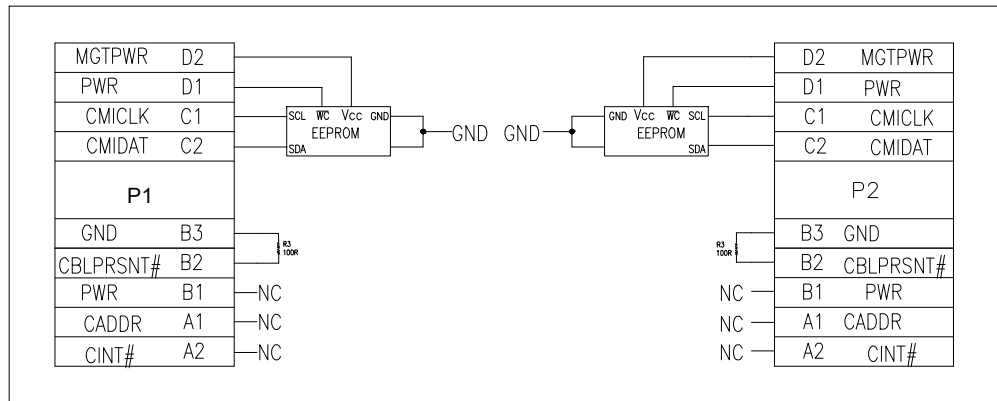 MGTPWR D2
PWR D1
CMICLK C1
CMIDAT C2
P1
GND B3
CBLPRSNT# B2
PWR B1 NC
CADDR A1 NC
CINT# A2 NC
SCL WC Vcc GND
EEPROM
SDA
GND
R3
100R
GND
GND Vcc WC SCL
EEPROM
SDA
R3
100R
D2 MGTPWR
D1 PWR
C1 CMICLK
C2 CMIDAT
P2
B3 GND
B2 CBLPRSNT#
NC B1 PWR
NC A1 CADDR
NC A2 CINT#